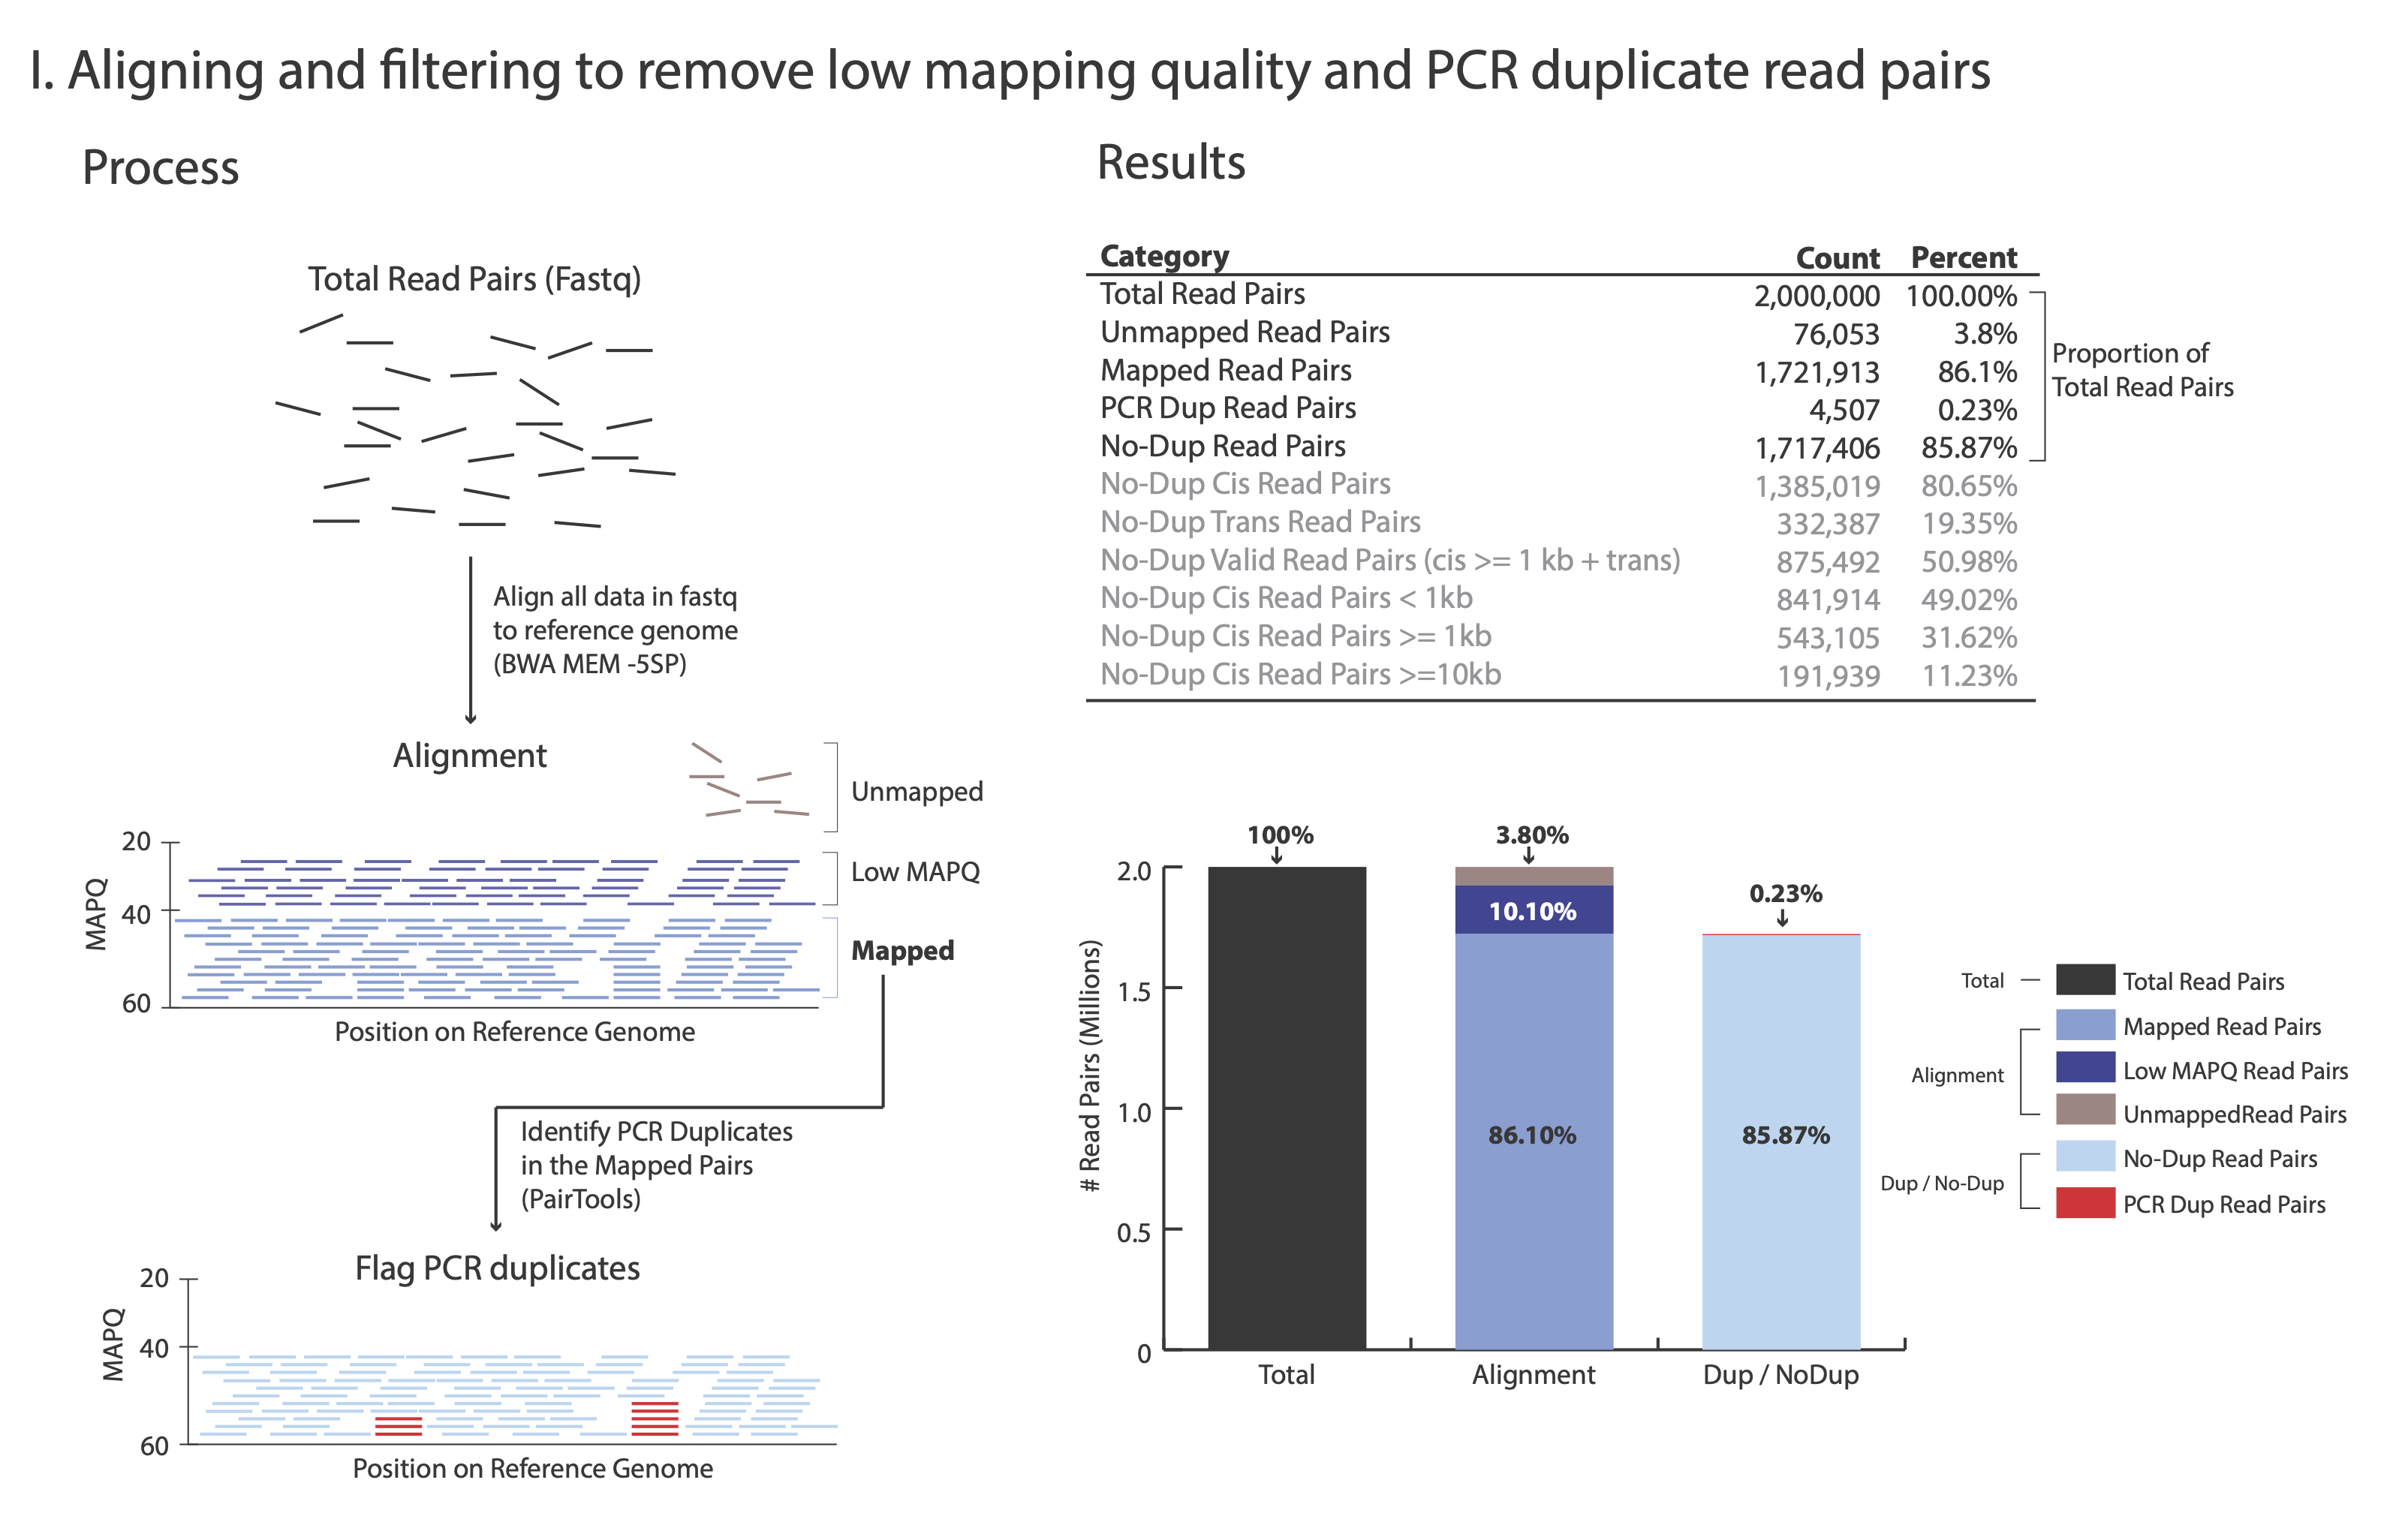 I. Aligning and filtering to remove low mapping quality and PCR duplicate read pairs
Process
Total Read Pairs (Fastq)
Align all data in fastq
to reference genome
(BWA MEM -5SP)
Alignment
Unmapped
Low MAPQ
Mapped
MAPQ
20
40
60
Position on Reference Genome
Identify PCR Duplicates
in the Mapped Pairs
(PairTools)
Flag PCR duplicates
MAPQ
20
40
60
Position on Reference Genome
Results
Category Count Percent
Total Read Pairs 2,000,000 100.00%
Unmapped Read Pairs 76,053 3.8%
Mapped Read Pairs 1,721,913 86.1%
PCR Dup Read Pairs 4,507 0.23%
No-Dup Read Pairs 1,717,406 85.87%
No-Dup Cis Read Pairs 1,385,019 80.65%
No-Dup Trans Read Pairs 332,387 19.35%
No-Dup Valid Read Pairs (cis >= 1 kb + trans) 875,492 50.98%
No-Dup Cis Read Pairs < 1kb 841,914 49.02%
No-Dup Cis Read Pairs >= 1kb 543,105 31.62%
No-Dup Cis Read Pairs >=10kb 191,939 11.23%
Proportion of
Total Read Pairs
# Read Pairs (Millions)
2.0
1.5
1.0
0.5
0
100%
3.80%
10.10%
86.10%
0.23%
85.87%
Total
Alignment
Dup / NoDup
Total
Total Read Pairs
Alignment
Mapped Read Pairs
Low MAPQ Read Pairs
UnmappedRead Pairs
Dup / No-Dup
No-Dup Read Pairs
PCR Dup Read Pairs